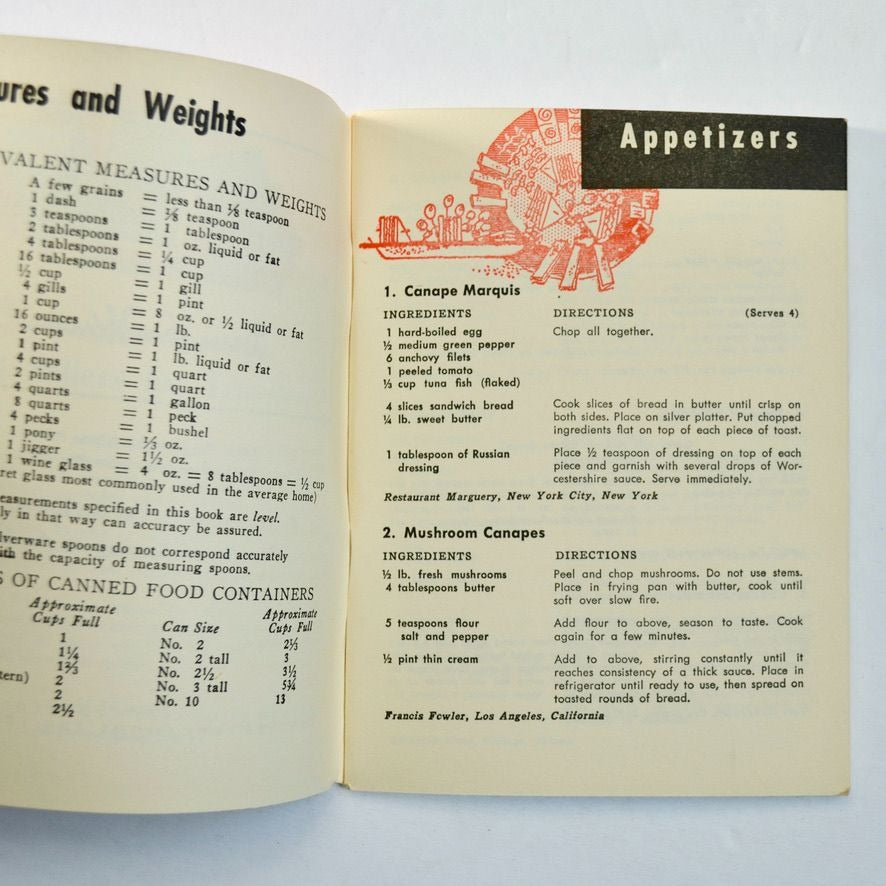 ures and Weights
VALENT MEASURES AND WEIGHTS
A few grains = less than ⅛ teaspoon
1 dash = ⅛ teaspoon
3 teaspoons = 1 tablespoon
2 tablespoons = 1 oz. liquid or fat
4 tablespoons = ¼ cup
16 tablespoons = 1 cup
½ cup = 1 gill
4 gills = 1 pint
1 cup = 8 oz. or ½ liquid or fat
16 ounces = 1 lb.
2 cups = 1 pint
1 pint = 1 lb. liquid or fat
4 cups = 1 quart
2 pints = 1 quart
4 quarts = 1 gallon
8 quarts = 1 peck
4 pecks = 1 bushel
1 pony = ⅓ oz.
1 jigger = 1½ oz.
1 wine glass = 4 oz. = 8 tablespoons = ½ cup
ret glass most commonly used in the average home)
easurements specified in this book are level.
ly in that way can accuracy be assured.
lverware spoons do not correspond accurately
ith the capacity of measuring spoons.
S OF CANNED FOOD CONTAINERS
Approximate Approximate
Cups Full Can Size Cups Full
1 No. 2 2⅓
1¼ No. 2 tall 3
1⅔ No. 2½ 3½
tern) 2 No. 3 tall 5¾
2 No. 10 13
2½
Appetizers
1. Canape Marquis
INGREDIENTS DIRECTIONS (Serves 4)
1 hard-boiled egg Chop all together.
½ medium green pepper
6 anchovy filets
1 peeled tomato
⅓ cup tuna fish (flaked)
4 slices sandwich bread Cook slices of bread in butter until crisp on
¼ lb. sweet butter both sides. Place on silver platter. Put chopped
ingredients flat on top of each piece of toast.
1 tablespoon of Russian Place ½ teaspoon of dressing on top of each
dressing piece and garnish with several drops of Wor-
cestershire sauce. Serve immediately.
Restaurant Marguery, New York City, New York
2. Mushroom Canapes
INGREDIENTS DIRECTIONS
½ lb. fresh mushrooms Peel and chop mushrooms. Do not use stems.
4 tablespoons butter Place in frying pan with butter, cook until
soft over slow fire.
5 teaspoons flour Add flour to above, season to taste. Cook
salt and pepper again for a few minutes.
½ pint thin cream Add to above, stirring constantly until it
reaches consistency of a thick sauce. Place in
refrigerator until ready to use, then spread on
toasted rounds of bread.
Francis Fowler, Los Angeles, California